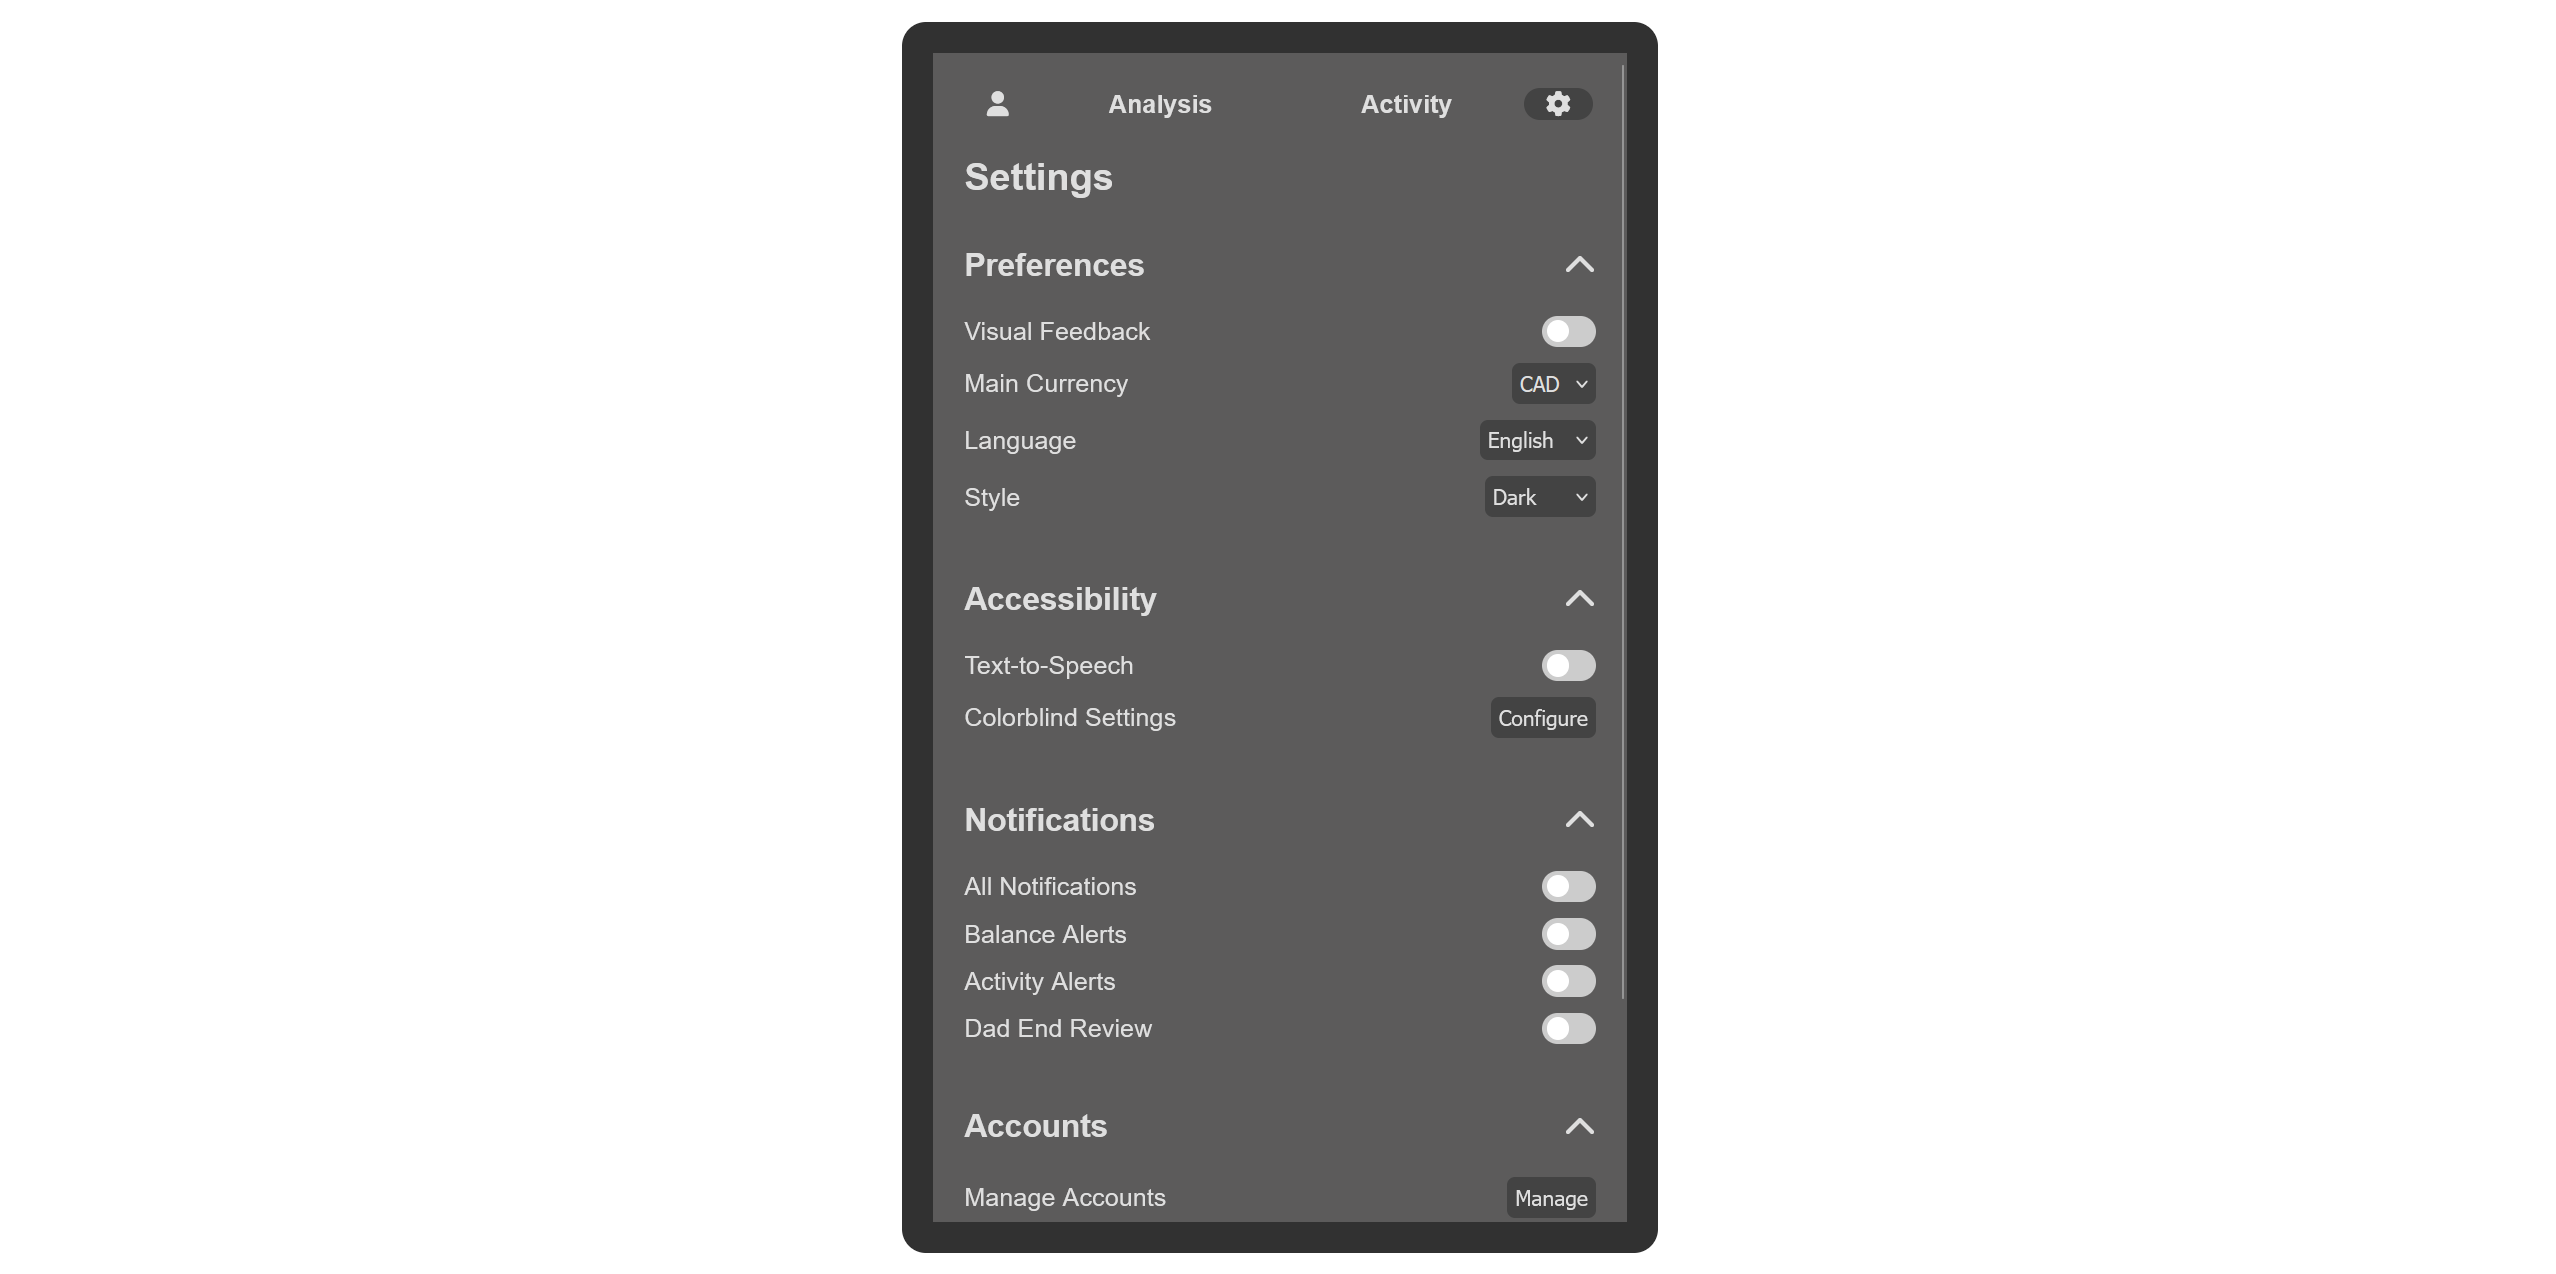 Analysis Activity
Settings
Preferences
Visual Feedback
Main Currency CAD
Language English
Style Dark
Accessibility
Text-to-Speech
Colorblind Settings Configure
Notifications
All Notifications
Balance Alerts
Activity Alerts
Dad End Review
Accounts
Manage Accounts Manage